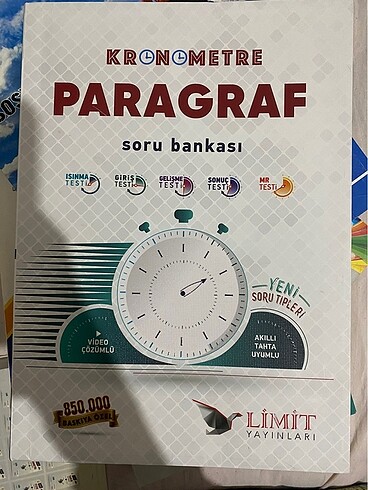 KRONOMETRE
PARAGRAF
soru bankası
ISINMA
TESTİ
GİRİŞ
TESTİ
GELİŞME
TESTİ
SONUÇ
TESTİ
MR
TESTİ
YENİ
SORU TİPLERİ
VİDEO
ÇÖZÜMLÜ
AKILLI
TAHTA
UYUMLU
850.000
BASKIYA ÖZEL
LİMİT
YAYINLARI